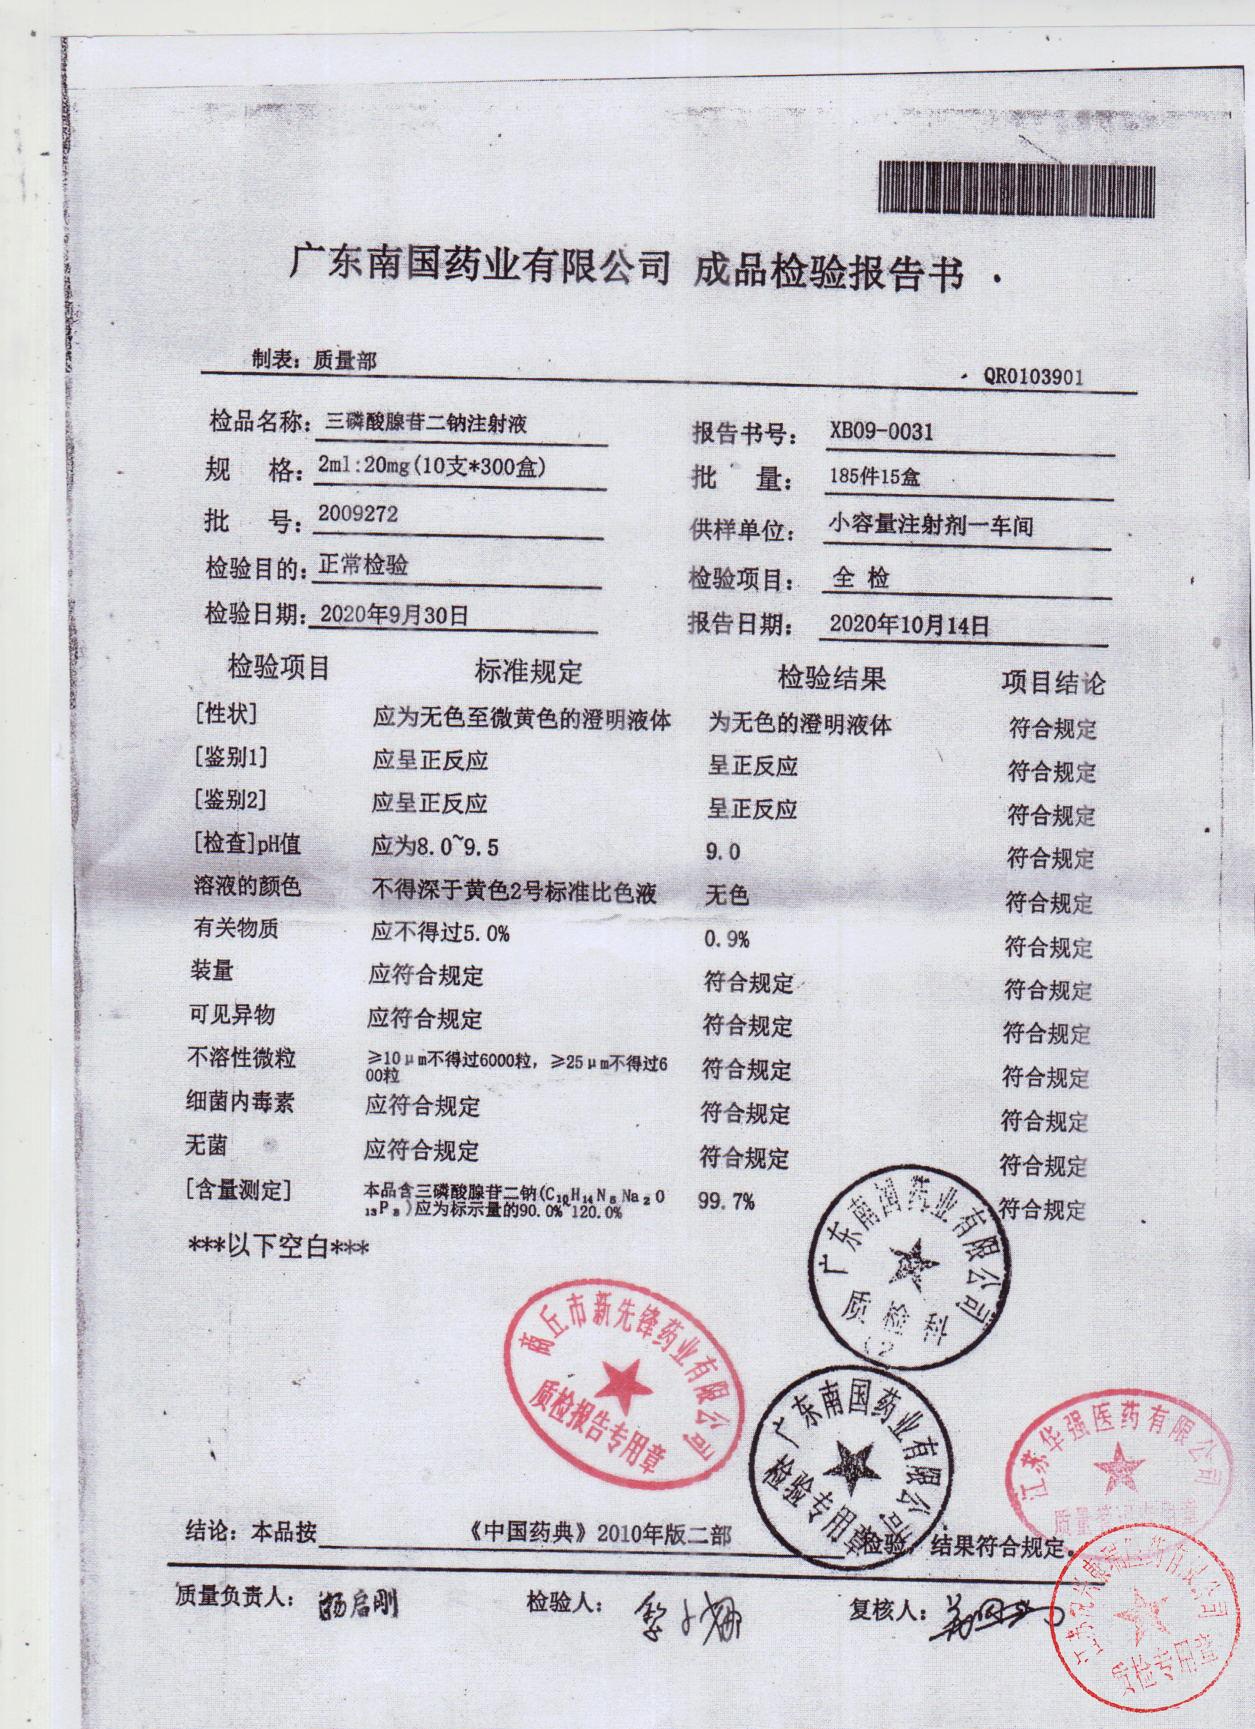 广东南国药业有限公司 成品检验报告书
制表：质量部
QR0103901
检品名称：三磷酸腺苷二钠注射液 报告书号：XB09-0031
规 格：2ml:20mg(10支*300盒) 批 量：185件15盒
批 号：2009272 供样单位：小容量注射剂一车间
检验目的：正常检验 检验项目：全 检
检验日期：2020年9月30日 报告日期：2020年10月14日
检验项目 标准规定 检验结果 项目结论
[性状] 应为无色至微黄色的澄明液体 为无色的澄明液体 符合规定
[鉴别1] 应呈正反应 呈正反应 符合规定
[鉴别2] 应呈正反应 呈正反应 符合规定
[检查]pH值 应为8.0~9.5 9.0 符合规定
溶液的颜色 不得深于黄色2号标准比色液 无色 符合规定
有关物质 应不得过5.0% 0.9% 符合规定
装量 应符合规定 符合规定 符合规定
可见异物 应符合规定 符合规定 符合规定
不溶性微粒 ≥10μm不得过6000粒，≥25μm不得过6
00粒 符合规定 符合规定
细菌内毒素 应符合规定 符合规定 符合规定
无菌 应符合规定 符合规定 符合规定
[含量测定] 本品含三磷酸腺苷二钠(C₁₀H₁₄N₅Na₂O
₁₃P₃)应为标示量的90.0%~120.0% 99.7% 符合规定
***以下空白***
广东南国药业有限公司
质检科
商丘市新先锋药业有限公司
质检报告专用章
广东南国药业有限公司
检验专用章
江苏华强医药有限公司
结论：本品按 《中国药典》2010年版二部 检验，结果符合规定。
质量负责人： 检验人： 复核人：
质检专用章